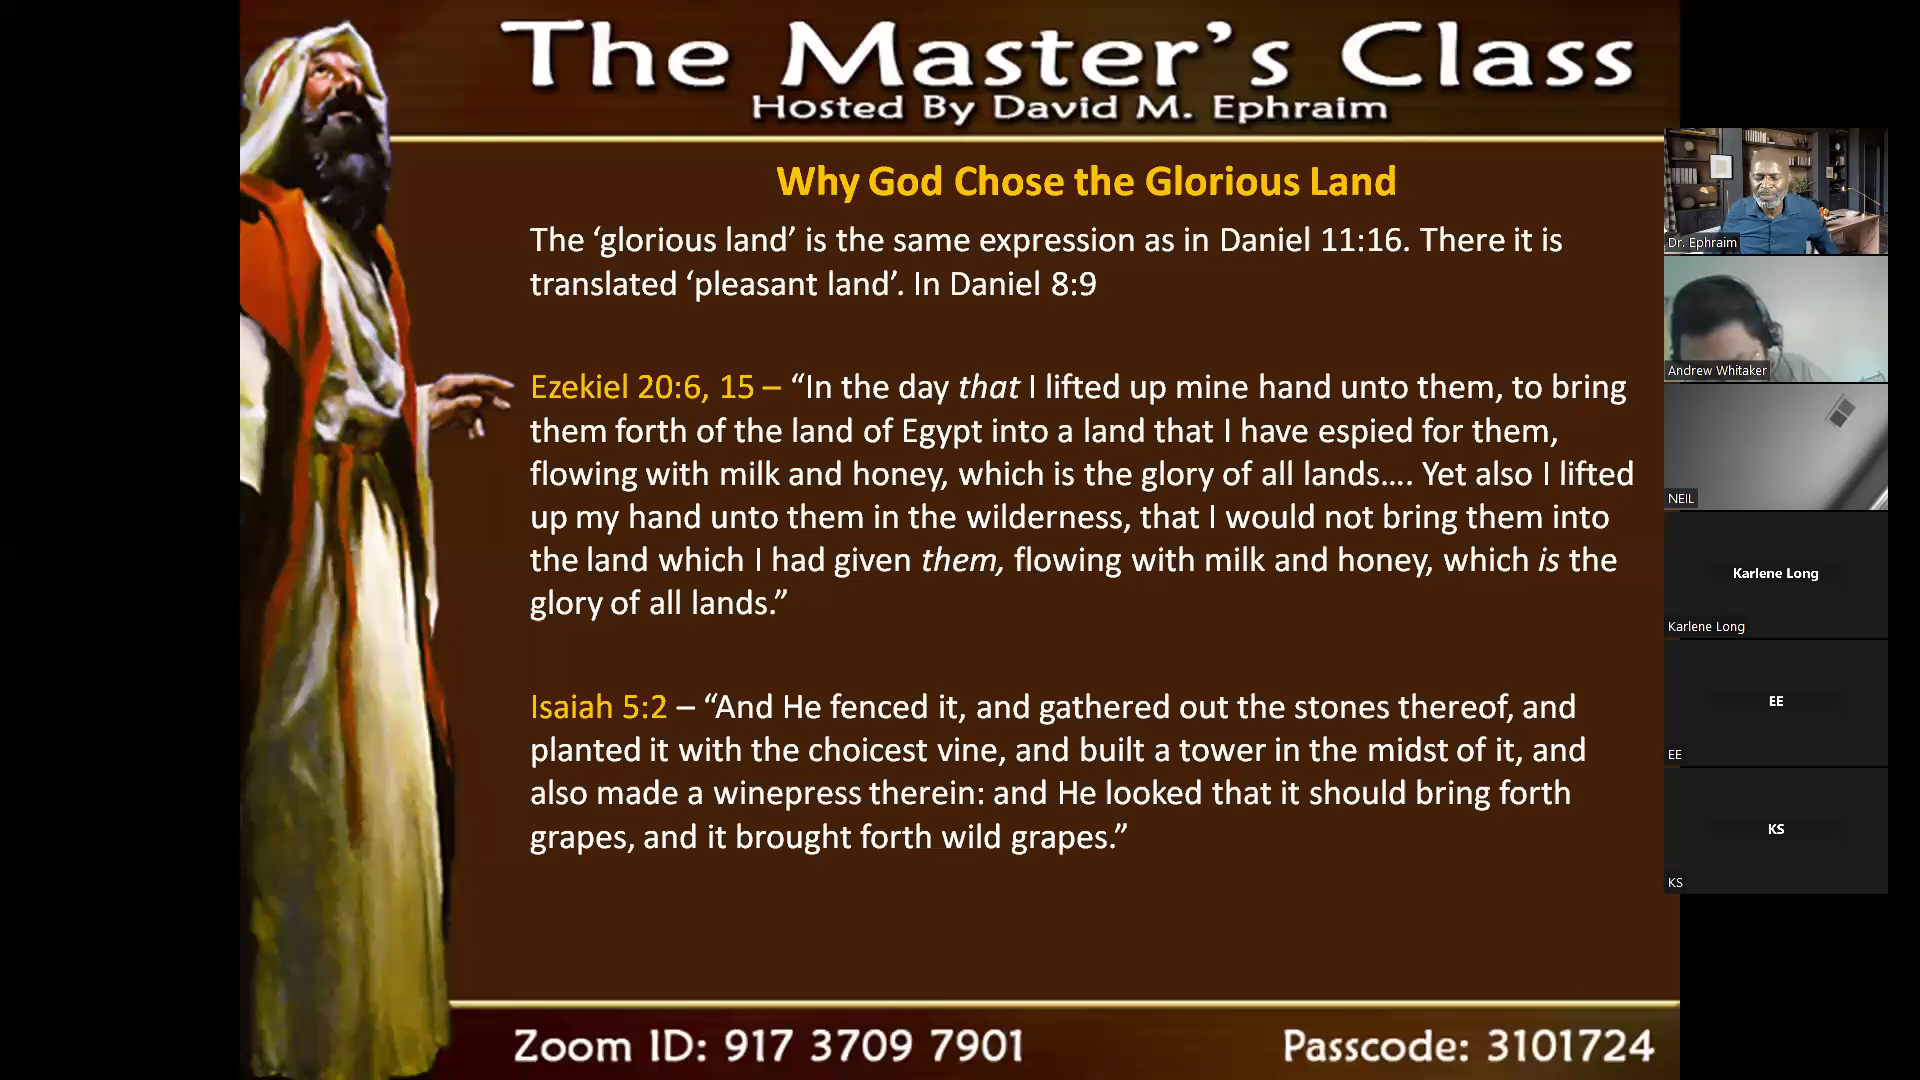 The Master’s Class
Hosted By David M. Ephraim
Why God Chose the Glorious Land
The ‘glorious land’ is the same expression as in Daniel 11:16. There it is
translated ‘pleasant land’. In Daniel 8:9
Ezekiel 20:6, 15 – “In the day that I lifted up mine hand unto them, to bring
them forth of the land of Egypt into a land that I have espied for them,
flowing with milk and honey, which is the glory of all lands…. Yet also I lifted
up my hand unto them in the wilderness, that I would not bring them into
the land which I had given them, flowing with milk and honey, which is the
glory of all lands.”
Isaiah 5:2 – “And He fenced it, and gathered out the stones thereof, and
planted it with the choicest vine, and built a tower in the midst of it, and
also made a winepress therein: and He looked that it should bring forth
grapes, and it brought forth wild grapes.”
Zoom ID: 917 3709 7901
Passcode: 3101724
Dr. Ephraim
Andrew Whitaker
NEIL
Karlene Long
Karlene Long
EE
EE
KS
KS